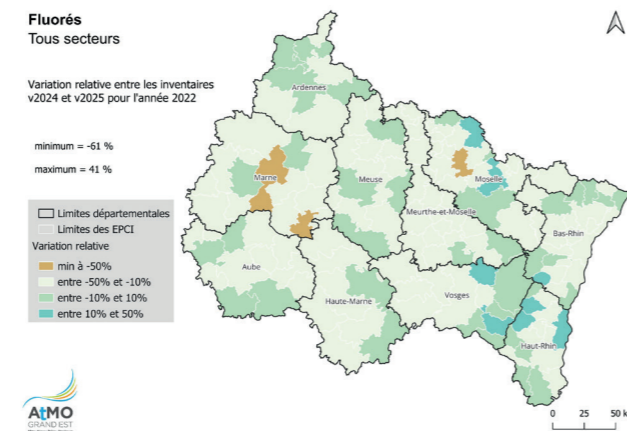 Fluorés
Tous secteurs
Variation relative entre les inventaires
v2024 et v2025 pour l'année 2022
minimum = -61 %
maximum = 41 %
Limites départementales
Limites des EPCI
Variation relative
min à -50%
entre -50% et -10%
entre -10% et 10%
entre 10% et 50%
Ardennes
Marne
Meuse
Moselle
Meurthe-et-Moselle
Bas-Rhin
Aube
Haute-Marne
Vosges
Haut-Rhin
AtMO
GRAND EST
0 25 50 k